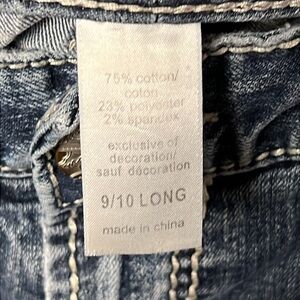 75% cotton/
coton
23% polyester
2% spandex
exclusive of
decoration/
sauf décoration
9/10 LONG
made in china